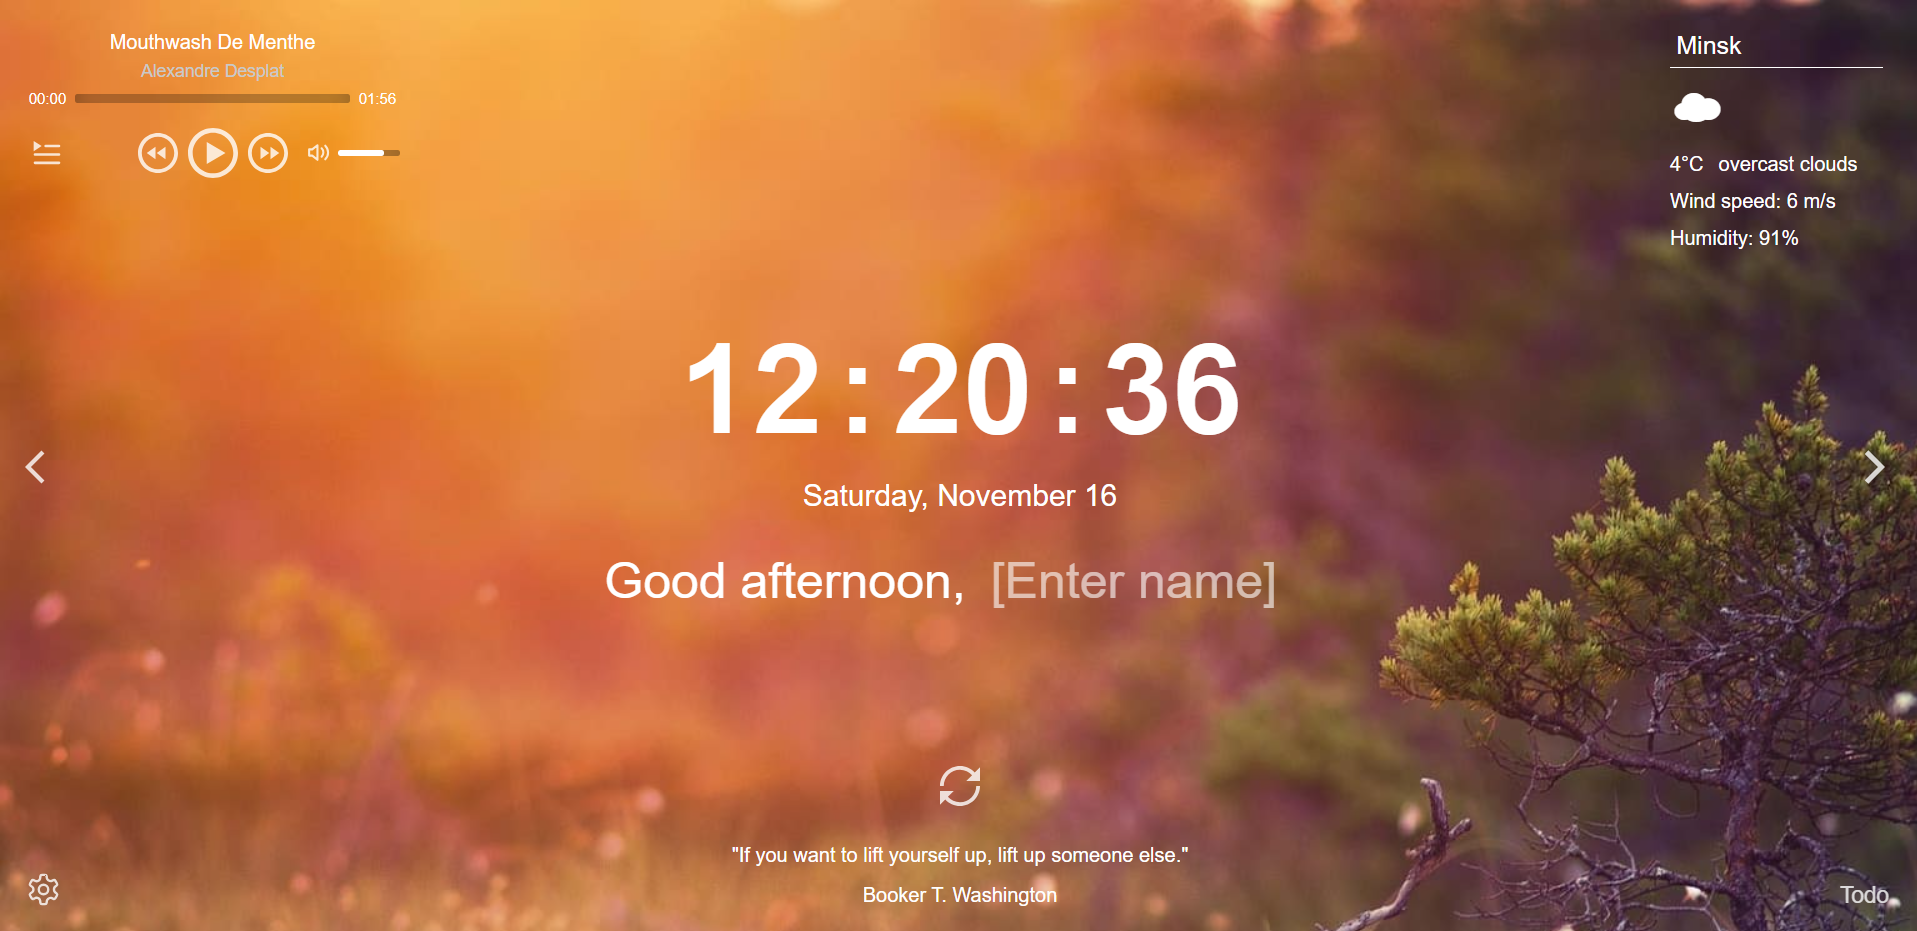 Mouthwash De Menthe
Alexandre Desplat
00:00 01:56
Minsk
4°C overcast clouds
Wind speed: 6 m/s
Humidity: 91%
12:20:36
Saturday, November 16
Good afternoon, [Enter name]
"If you want to lift yourself up, lift up someone else."
Booker T. Washington
Todo